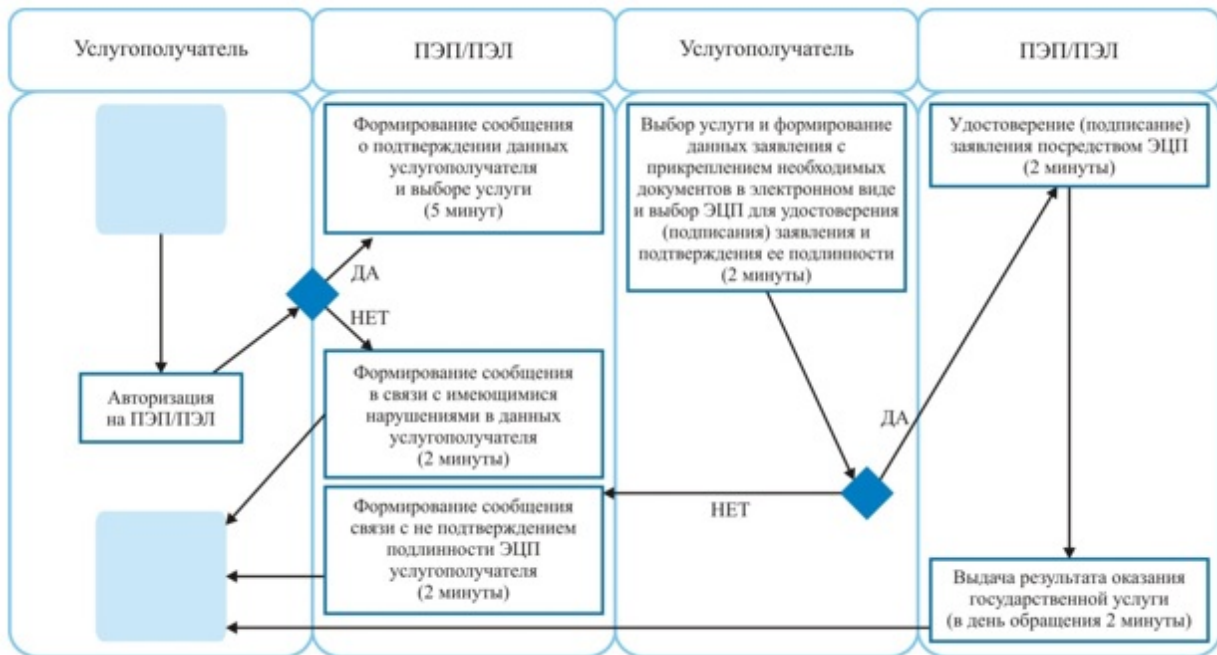 Услугополучатель
ПЭП/ПЭЛ
Услугополучатель
ПЭП/ПЭЛ
Формирование сообщения
о подтверждении данных
услугополучателя
и выборе услуги
(5 минут)
Выбор услуги и формирование
данных заявления с
прикреплением необходимых
документов в электронном виде
и выбор ЭЦП для удостоверения
(подписания) заявления и
подтверждения ее подлинности
(2 минуты)
Удостоверение (подписание)
заявления посредством ЭЦП
(2 минуты)
ДА
НЕТ
Авторизация
на ПЭП/ПЭЛ
Формирование сообщения
в связи с имеющимися
нарушениями в данных
услугополучателя
(2 минуты)
ДА
НЕТ
Формирование сообщения
связи с не подтверждением
подлинности ЭЦП
услугополучателя
(2 минуты)
Выдача результата оказания
государственной услуги
(в день обращения 2 минуты)